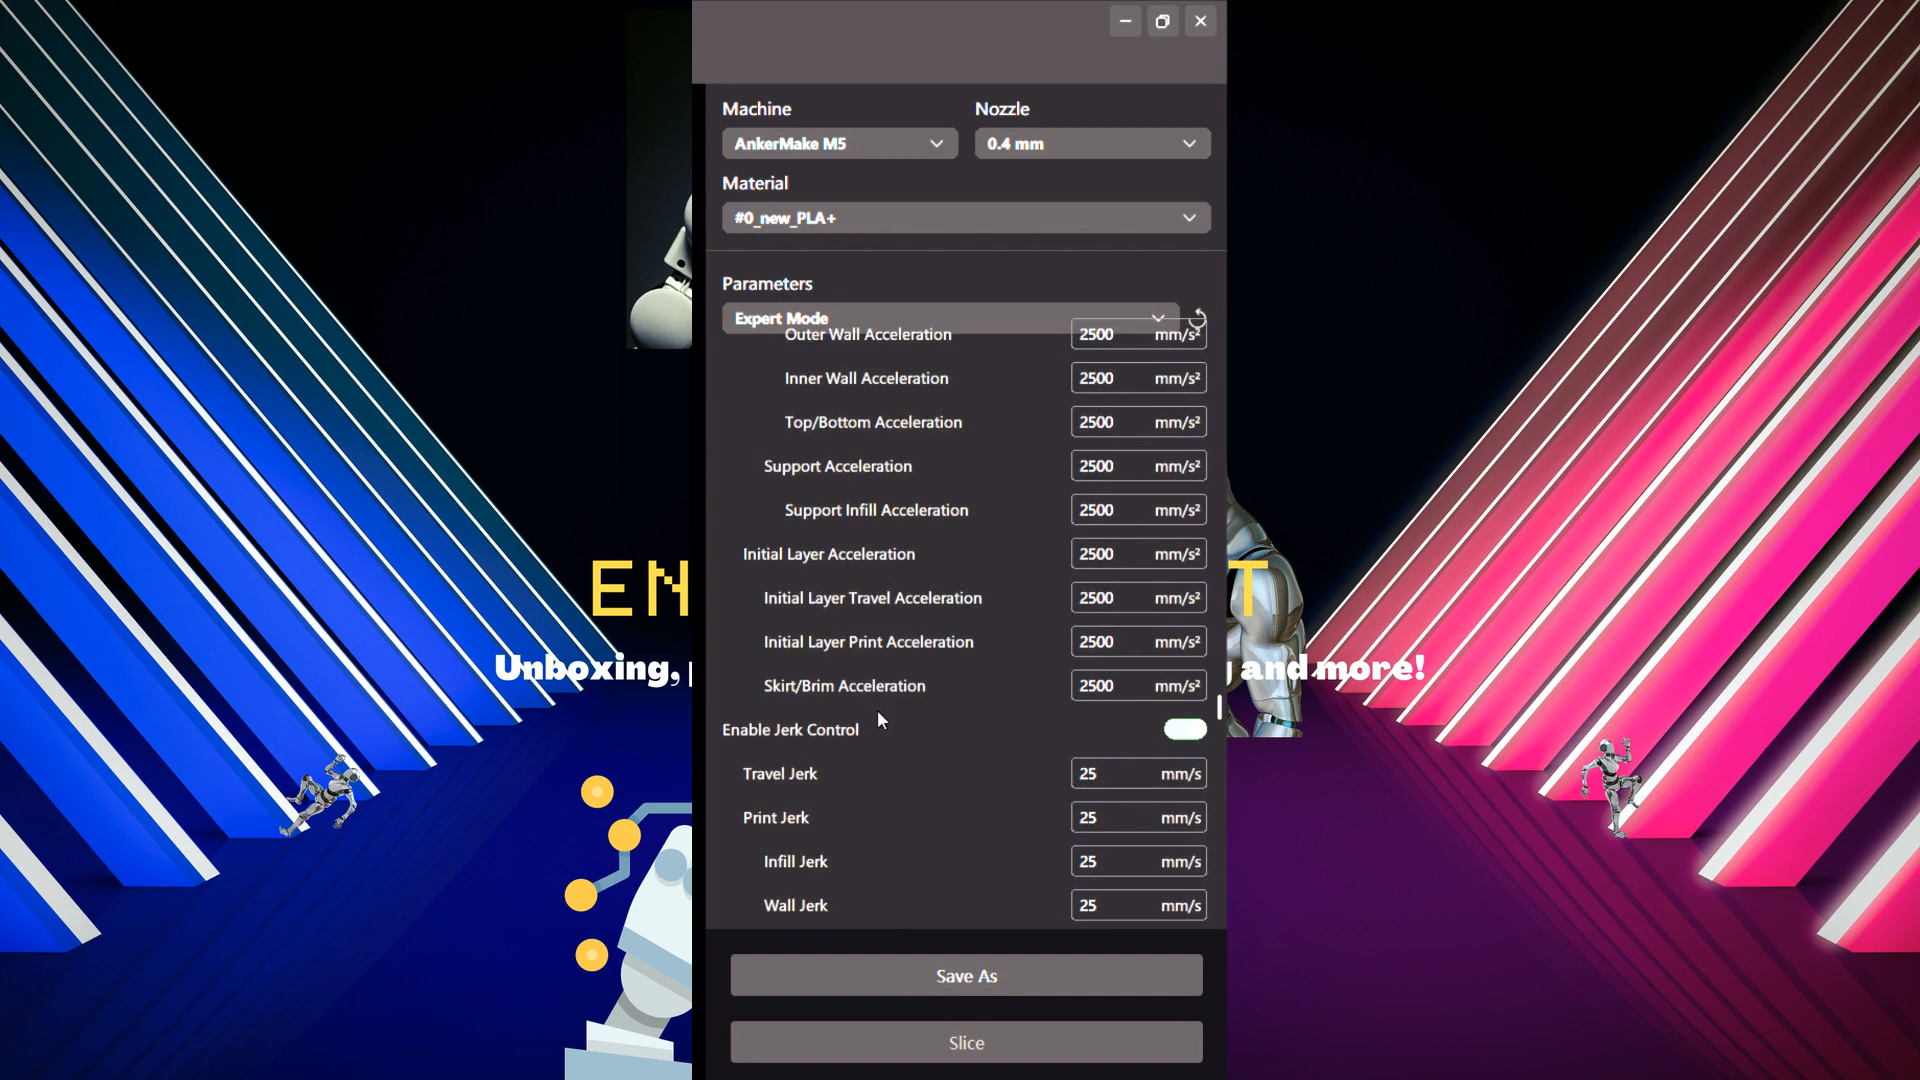 Machine
Nozzle
AnkerMake M5
0.4 mm
Material
#0_new_PLA+
Parameters
Expert Mode
Outer Wall Acceleration 2500 mm/s²
Inner Wall Acceleration 2500 mm/s²
Top/Bottom Acceleration 2500 mm/s²
Support Acceleration 2500 mm/s²
Support Infill Acceleration 2500 mm/s²
Initial Layer Acceleration 2500 mm/s²
EN
T
Initial Layer Travel Acceleration 2500 mm/s²
Initial Layer Print Acceleration 2500 mm/s²
Unboxing,
and more!
Skirt/Brim Acceleration 2500 mm/s²
Enable Jerk Control
Travel Jerk 25 mm/s
Print Jerk 25 mm/s
Infill Jerk 25 mm/s
Wall Jerk 25 mm/s
Save As
Slice